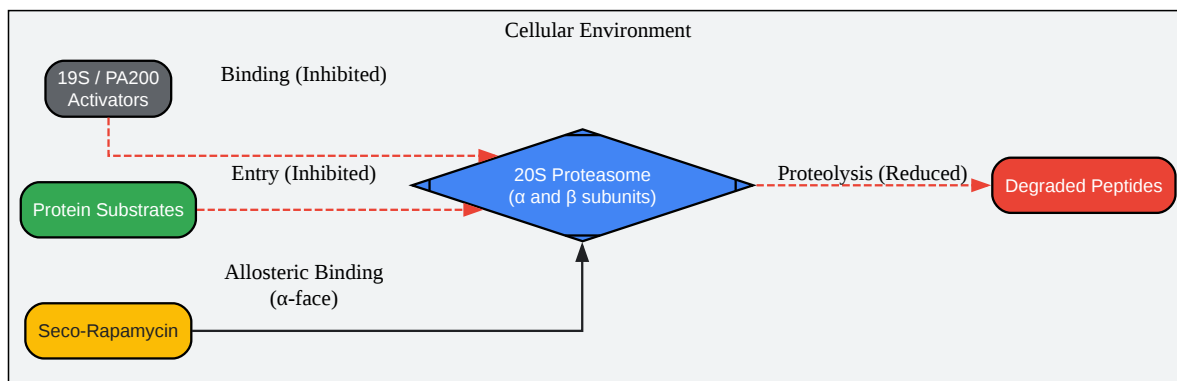 Cellular Environment
19S / PA200
Activators
Binding (Inhibited)
Entry (Inhibited)
Protein Substrates
20S Proteasome
(α and β subunits)
Proteolysis (Reduced)
Degraded Peptides
Allosteric Binding
(α-face)
Seco-Rapamycin